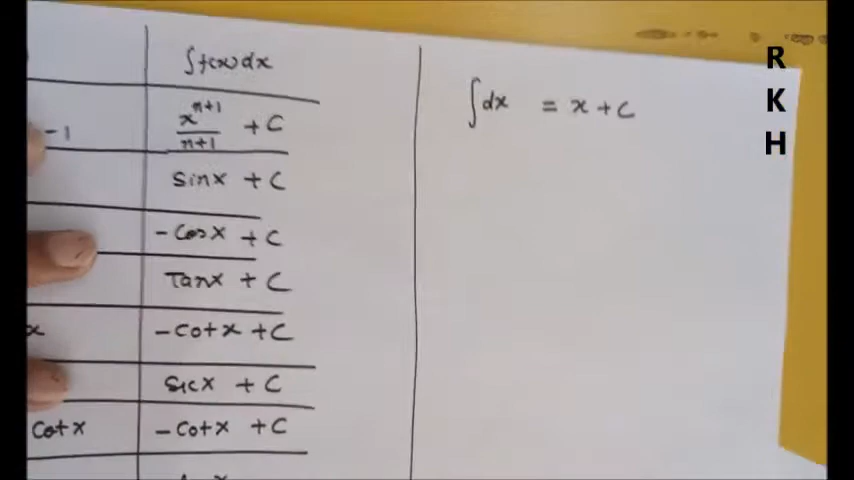 ∫f(x)dx
-1
x^(n+1)/(n+1) + C
sinx + C
-Cosx + C
Tanx + C
x
-Cotx + C
secx + C
Cotx
-Cotx + C
∫dx = x + C
R
K
H